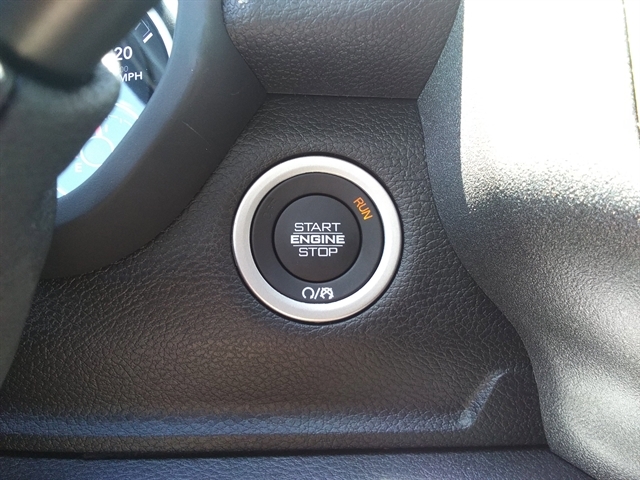 20
MPH
RUN
START
ENGINE
STOP